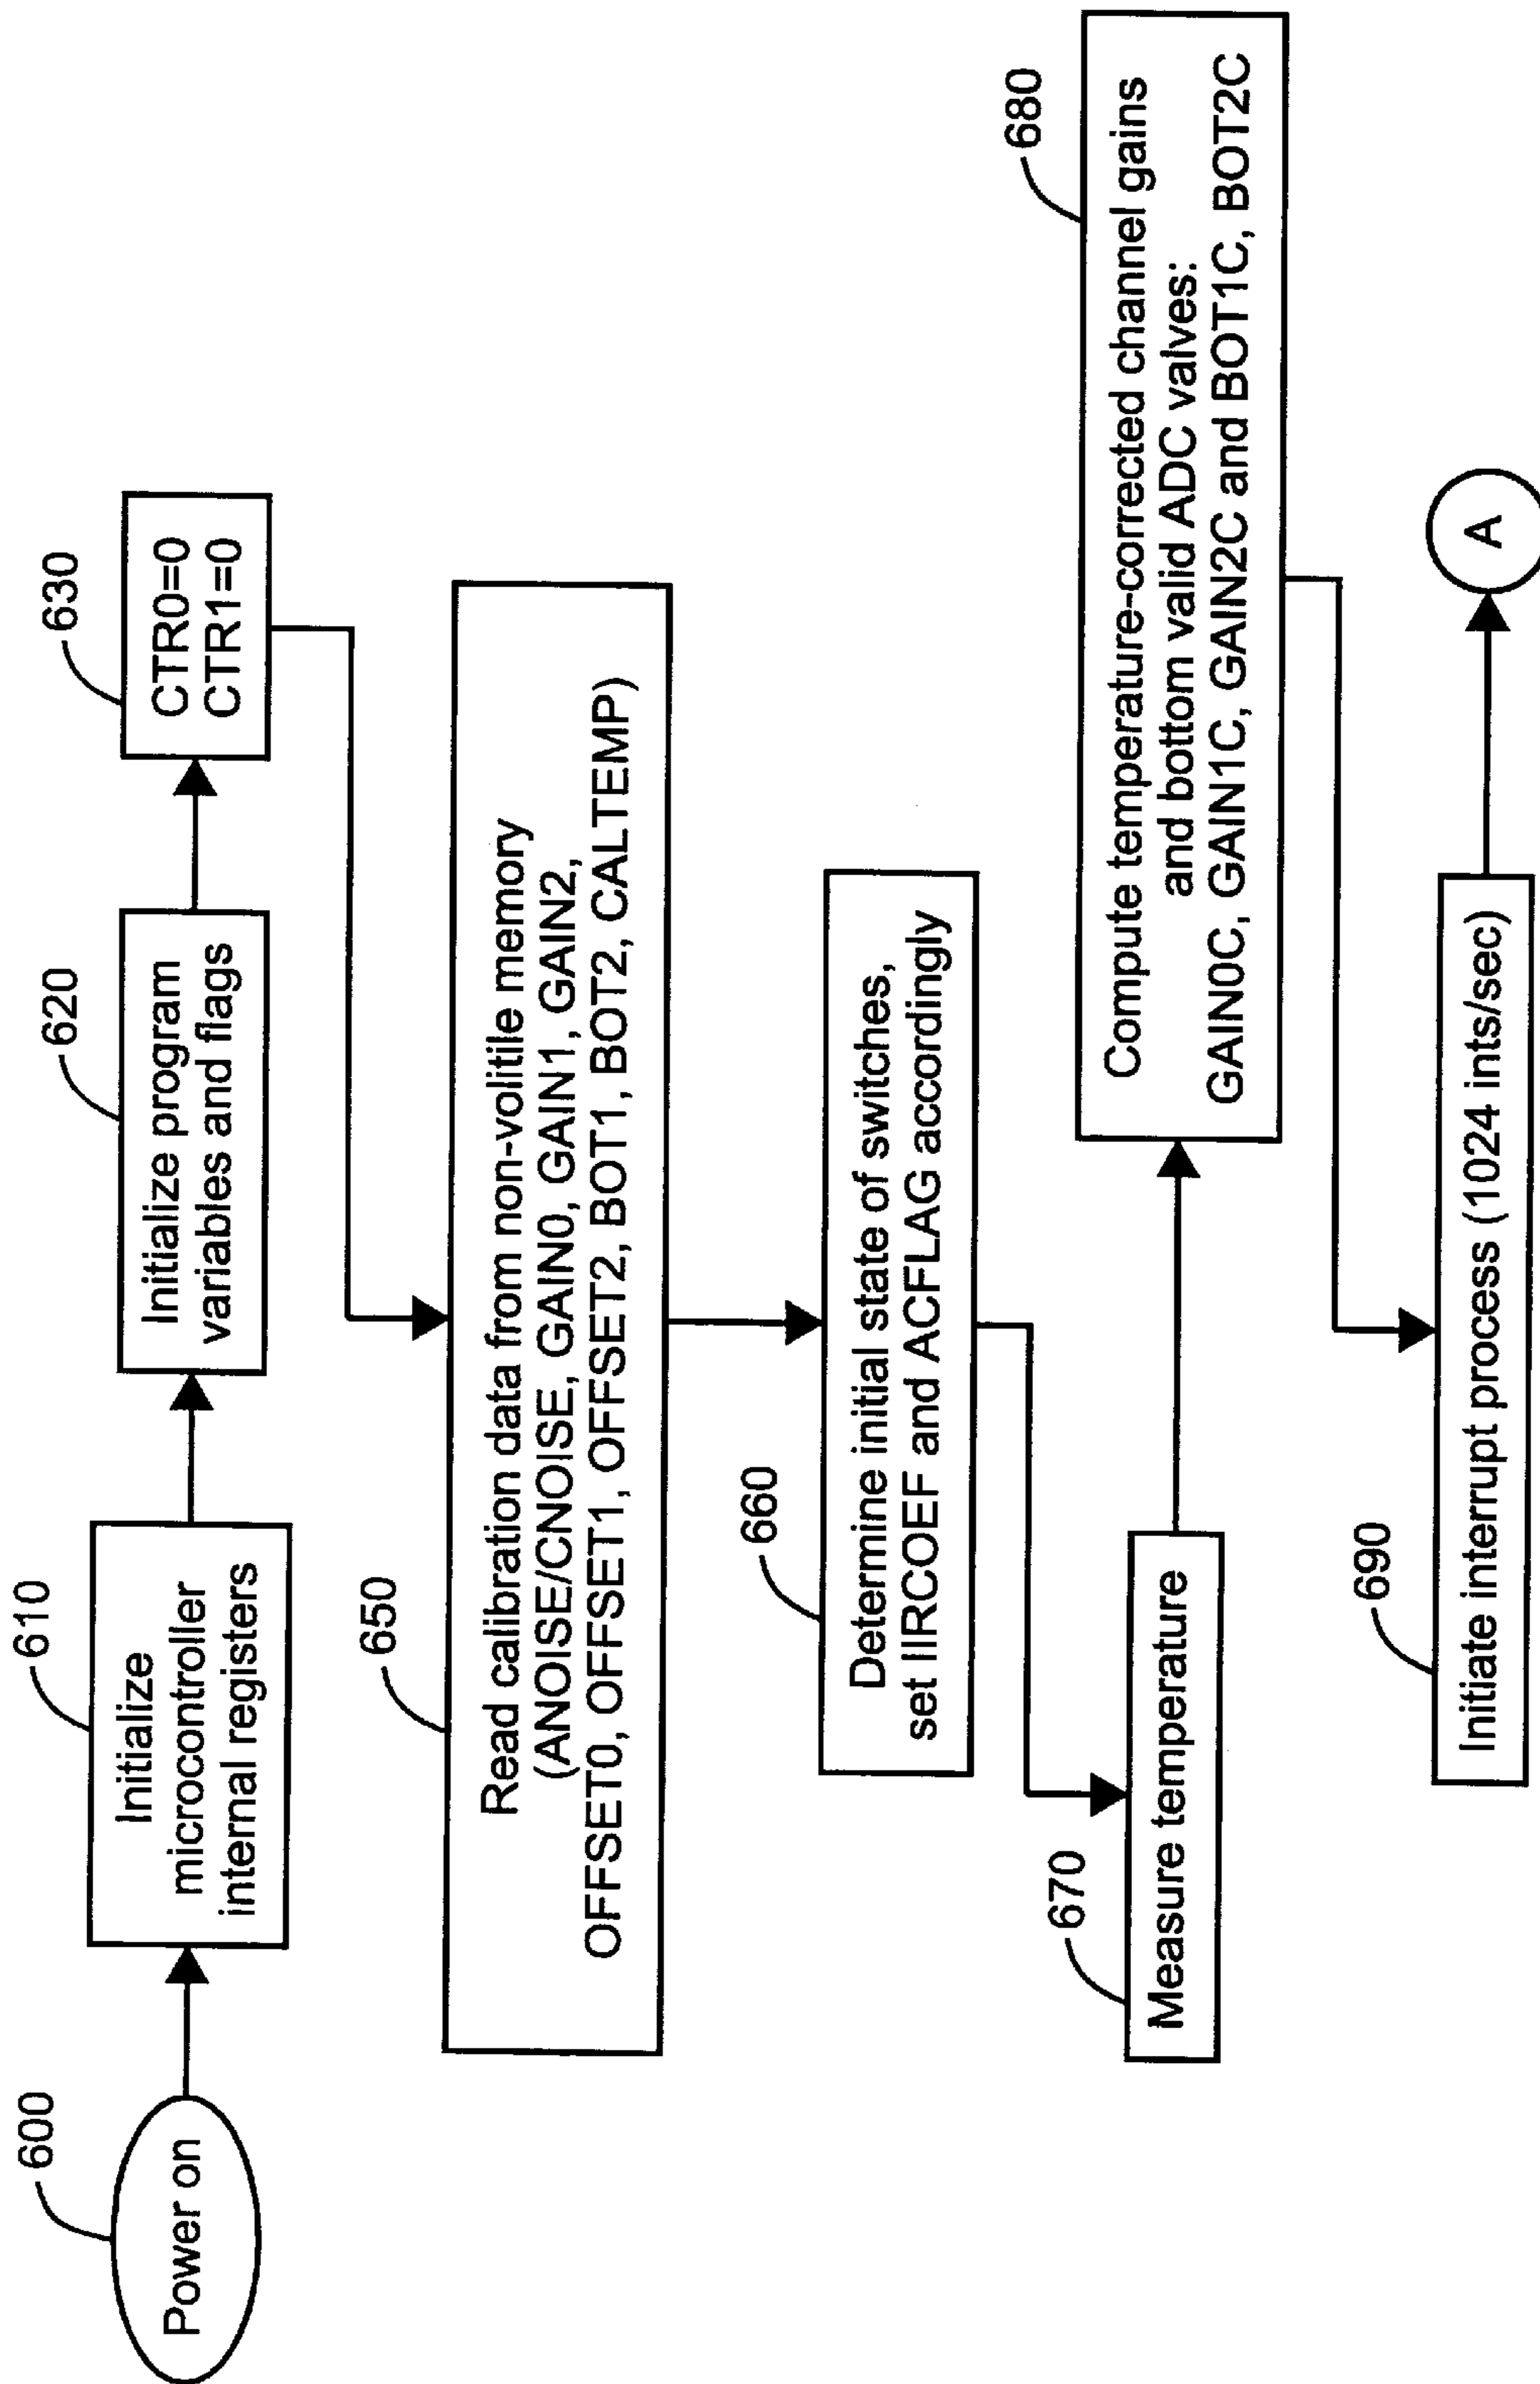 600
Power on
610
Initialize
microcontroller
internal registers
620
Initialize program
variables and flags
630
CTR0=0
CTR1=0
650
Read calibration data from non-volitile memory
(ANOISE/CNOISE, GAIN0, GAIN1, GAIN2,
OFFSET0, OFFSET1, OFFSET2, BOT1, BOT2, CALTEMP)
660
Determine initial state of switches,
set IIRCOEF and ACFLAG accordingly
670
Measure temperature
680
Compute temperature-corrected channel gains
and bottom valid ADC valves:
GAIN0C, GAIN1C, GAIN2C and BOT1C, BOT2C
690
Initiate interrupt process (1024 ints/sec)
A